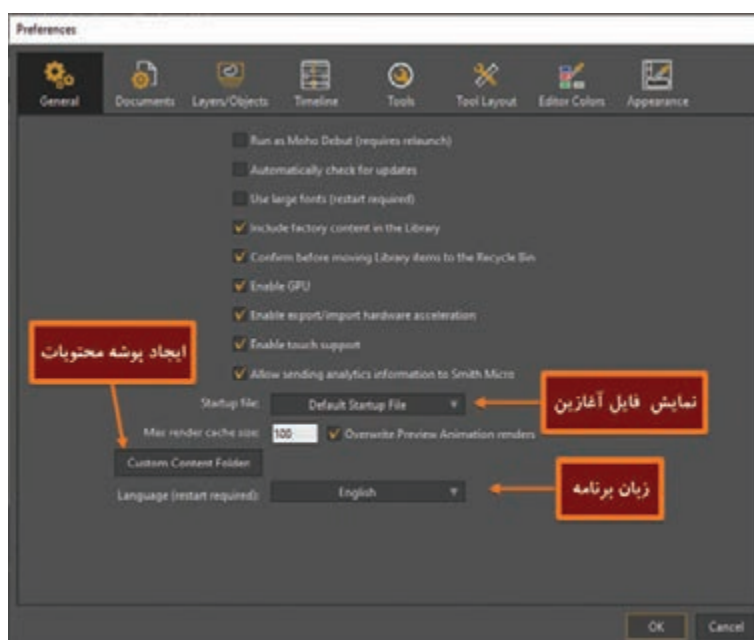 Preferences
General Documents Layers/Objects Timeline Tools Tool Layout Editor Colors Appearance
Run as Moho Debut (requires relaunch)
Automatically check for updates
Use large fonts (restart required)
Include factory content in the Library
Confirm before moving Library items to the Recycle Bin
Enable GPU
Enable export/import hardware acceleration
Enable touch support
ایجاد پوشه محتویات
Allow sending analytics information to Smith Micro
Startup file: Default Startup File
نمایش فایل آغازین
Max render cache size: 100 Overwrite Preview Animation renders
Custom Content Folder
Language (restart required): English
زبان برنامه
OK Cancel